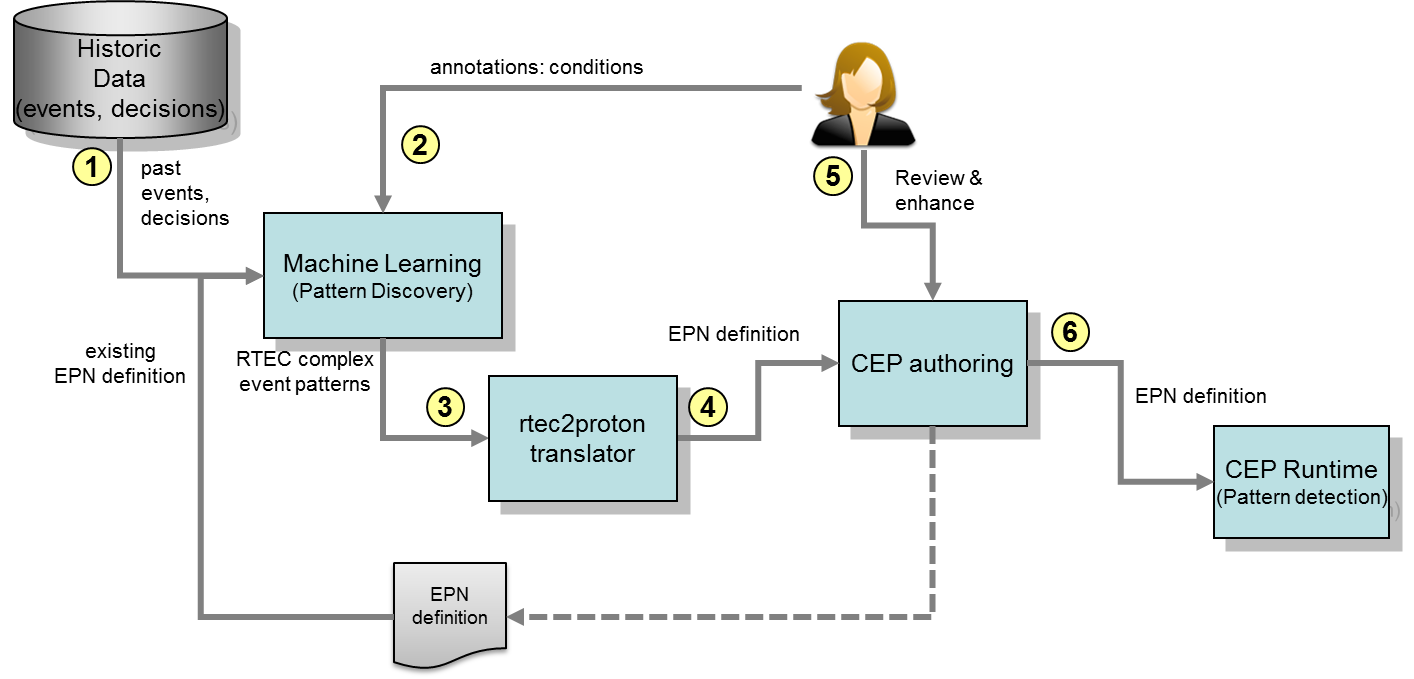 Historic
Data
(events, decisions)
annotations: conditions
1
past
events,
decisions
2
5
Review &
enhance
Machine Learning
(Pattern Discovery)
existing
EPN definition
RTEC complex
event patterns
3
rtec2proton
translator
4
EPN definition
CEP authoring
6
EPN definition
CEP Runtime
(Pattern detection)
EPN
definition